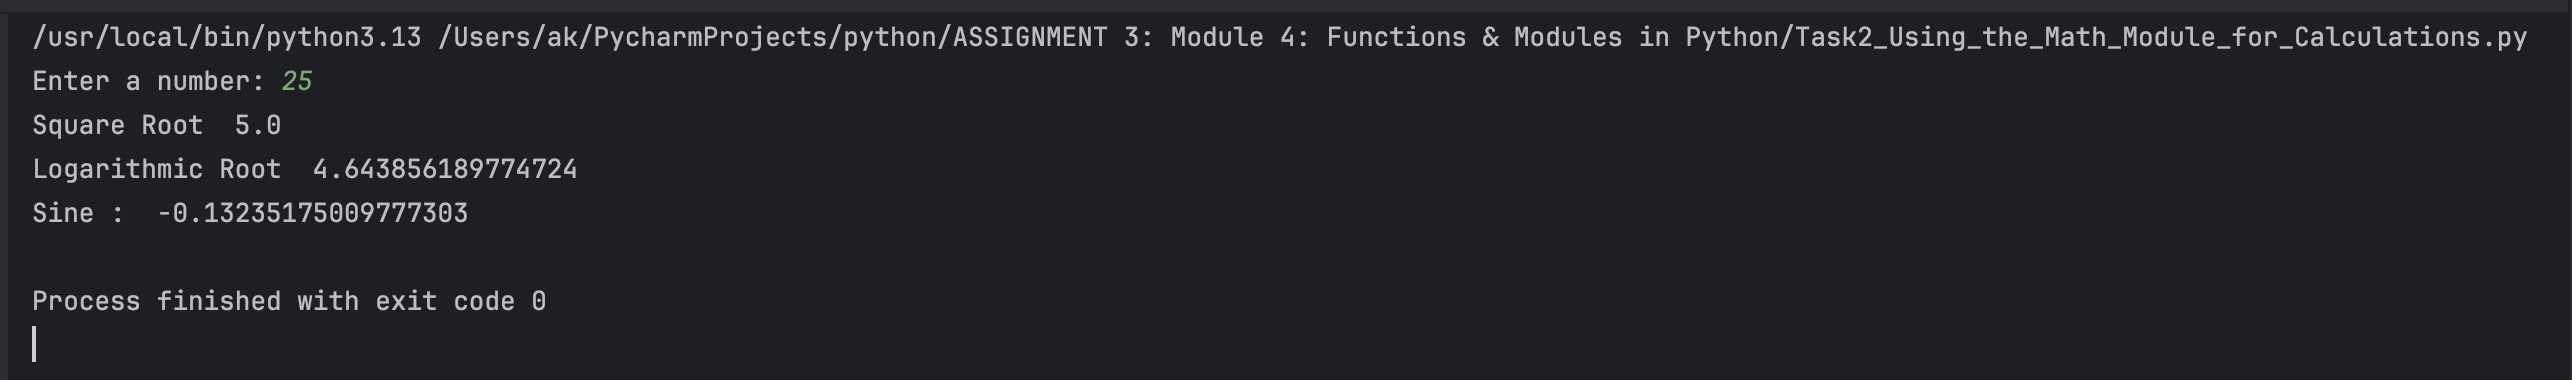 /usr/local/bin/python3.13 /Users/ak/PycharmProjects/python/ASSIGNMENT 3: Module 4: Functions & Modules in Python/Task2_Using_the_Math_Module_for_Calculations.py
Enter a number: 25
Square Root  5.0
Logarithmic Root  4.643856189774724
Sine :  -0.13235175009777303
Process finished with exit code 0